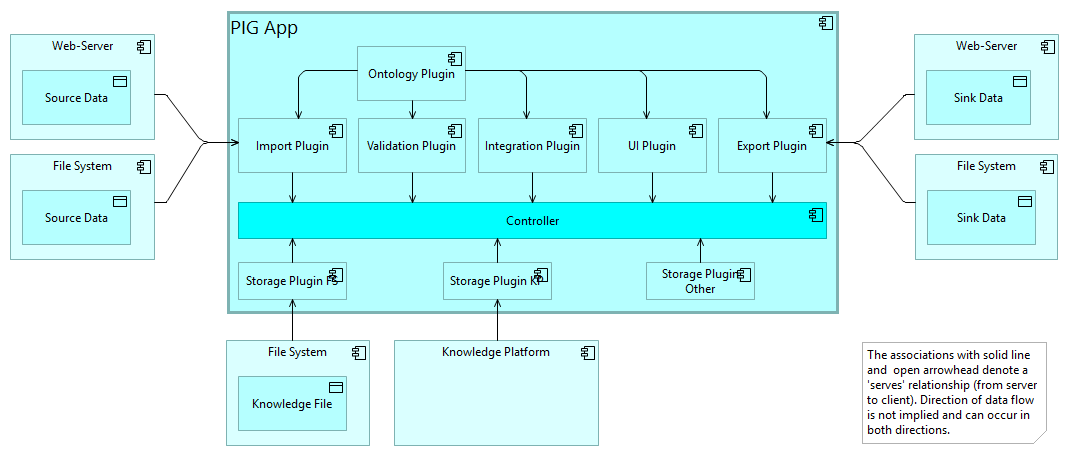 PIG App
Web-Server
Source Data
File System
Source Data
Ontology Plugin
Import Plugin
Validation Plugin
Integration Plugin
UI Plugin
Export Plugin
Controller
Storage Plugin FS
Storage Plugin KP
Storage Plugin
Other
Web-Server
Sink Data
File System
Sink Data
File System
Knowledge File
Knowledge Platform
The associations with solid line
and open arrowhead denote a
'serves' relationship (from server
to client). Direction of data flow
is not implied and can occur in
both directions.